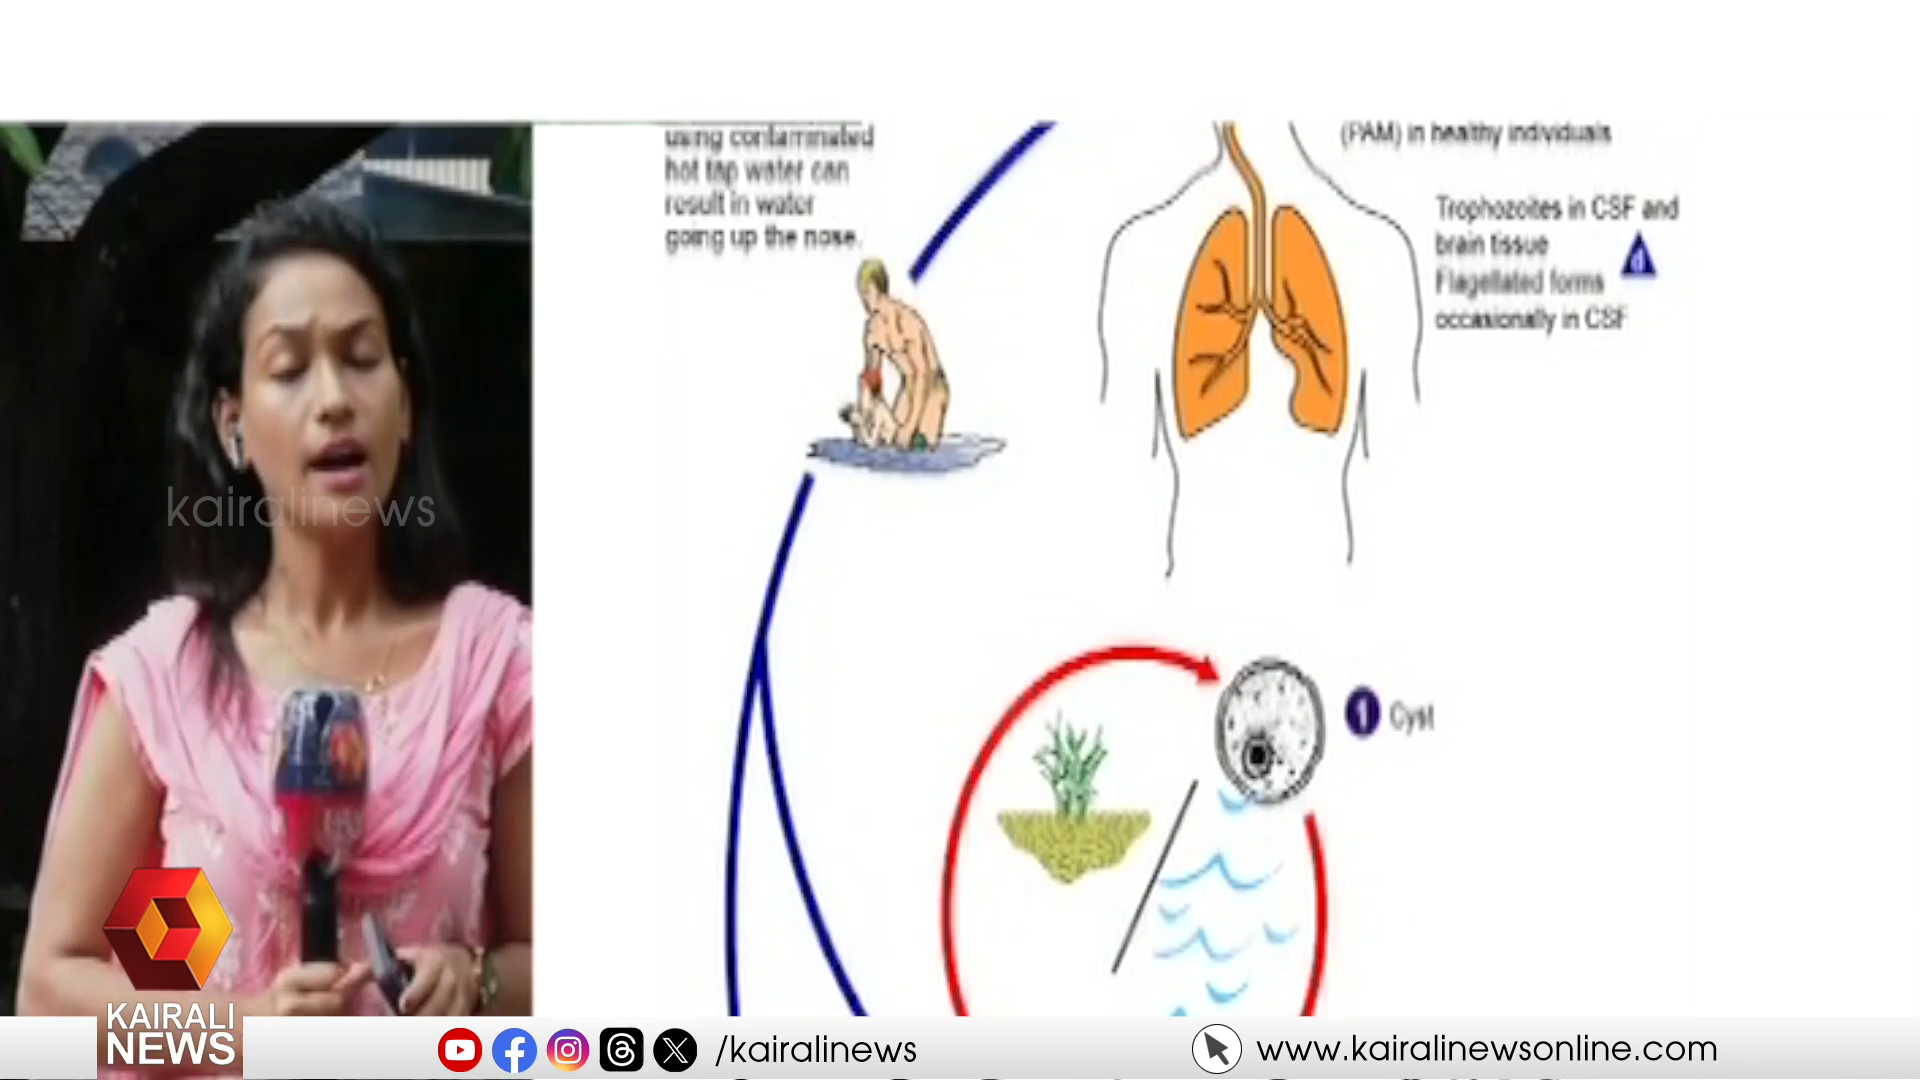 using contaminated
hot tap water can
result in water
going up the nose.
(PAM) in healthy individuals
Trophozoites in CSF and
brain tissue
Flagellated forms
occasionally in CSF
d
kairalinews
1 Cyst
KAIRALI
NEWS
/kairalinews
www.kairalinewsonline.com